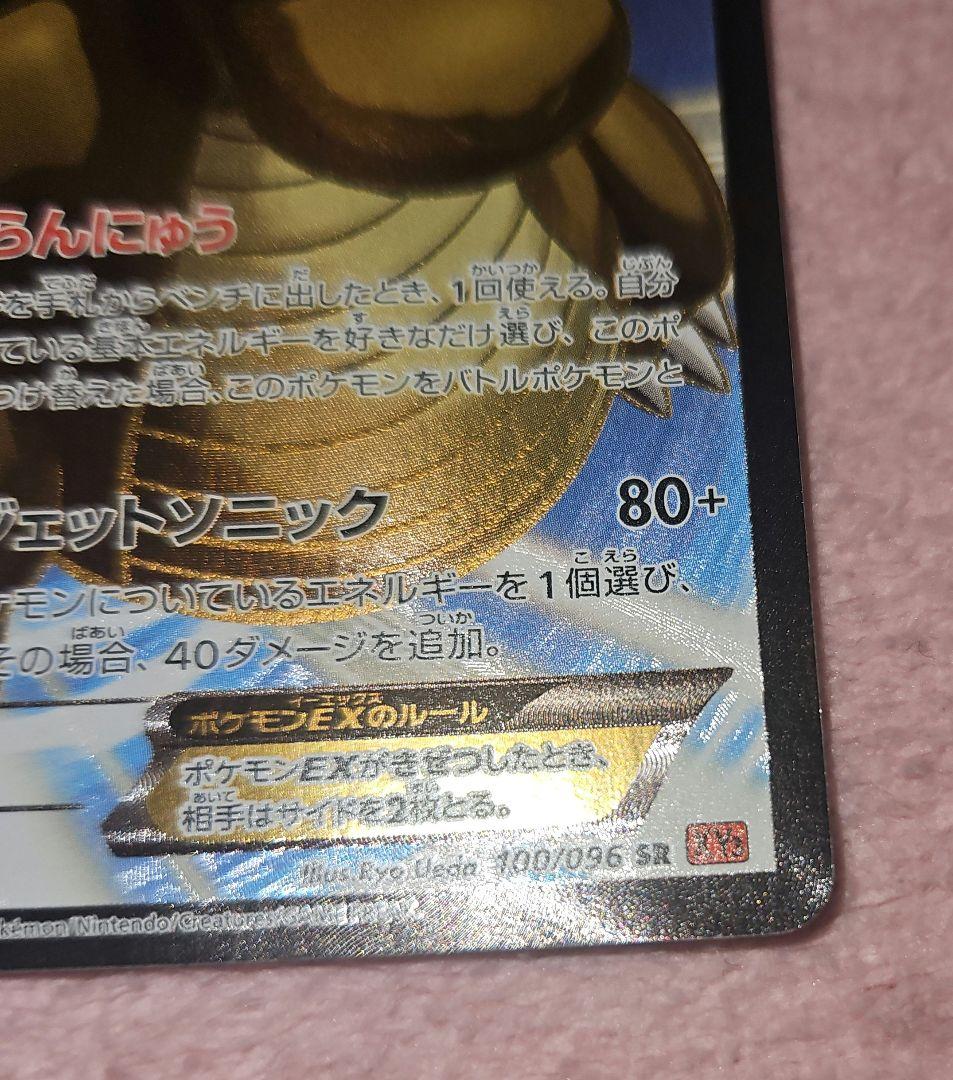 らんにゅう
を手札からベンチに出したとき、1回使える。自分
ている基本エネルギーを好きなだけ選び、このポ
つけ替えた場合、このポケモンをバトルポケモンと
ジェットソニック 80+
ケモンについているエネルギーを1個選び、
その場合、40ダメージを追加。
ポケモンEXのルール
ポケモンEXがきぜつしたとき、
相手はサイドを2枚とる。
Illus. Ryo Ueda 100/096 SR
Pokémon/Nintendo/Creatures/GAME FREAK